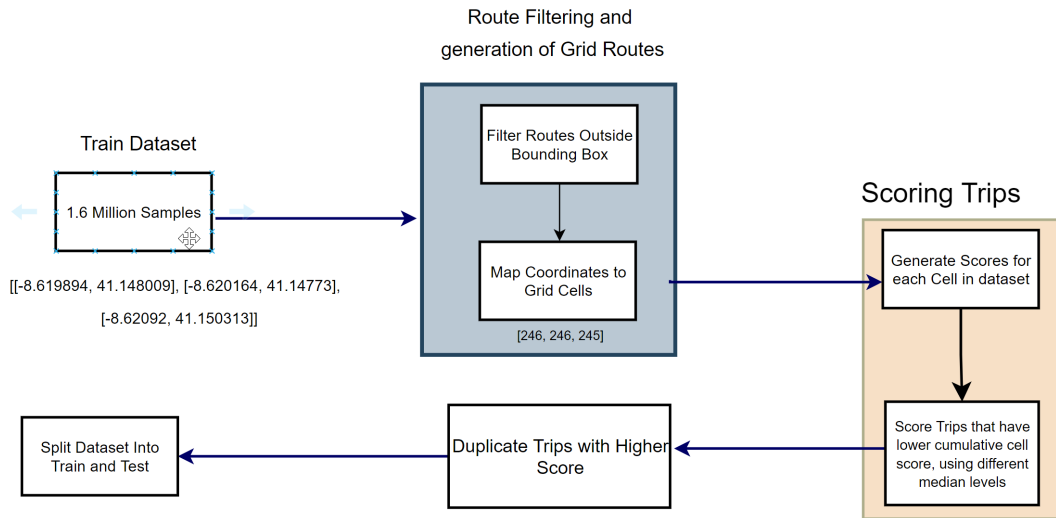 Route Filtering and
generation of Grid Routes
Train Dataset
1.6 Million Samples
[[-8.619894, 41.148009], [-8.620164, 41.14773],
[-8.62092, 41.150313]]
Filter Routes Outside
Bounding Box
Map Coordinates to
Grid Cells
[246, 246, 245]
Scoring Trips
Generate Scores for
each Cell in dataset
Score Trips that have
lower cumulative cell
score, using different
median levels
Duplicate Trips with Higher
Score
Split Dataset Into
Train and Test